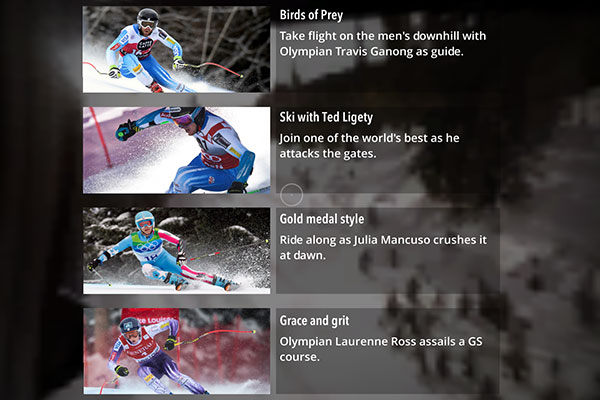 Birds of Prey
Take flight on the men's downhill with
Olympian Travis Ganong as guide.
Ski with Ted Ligety
Join one of the world's best as he
attacks the gates.
Gold medal style
Ride along as Julia Mancuso crushes it
at dawn.
Grace and grit
Olympian Laurenne Ross assails a GS
course.